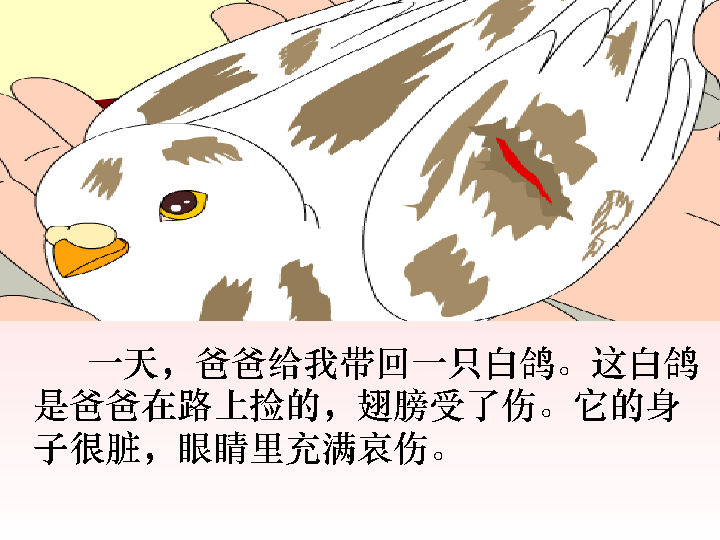 一天，爸爸给我带回一只白鸽。这白鸽
是爸爸在路上捡的，翅膀受了伤。它的身
子很脏，眼睛里充满哀伤。